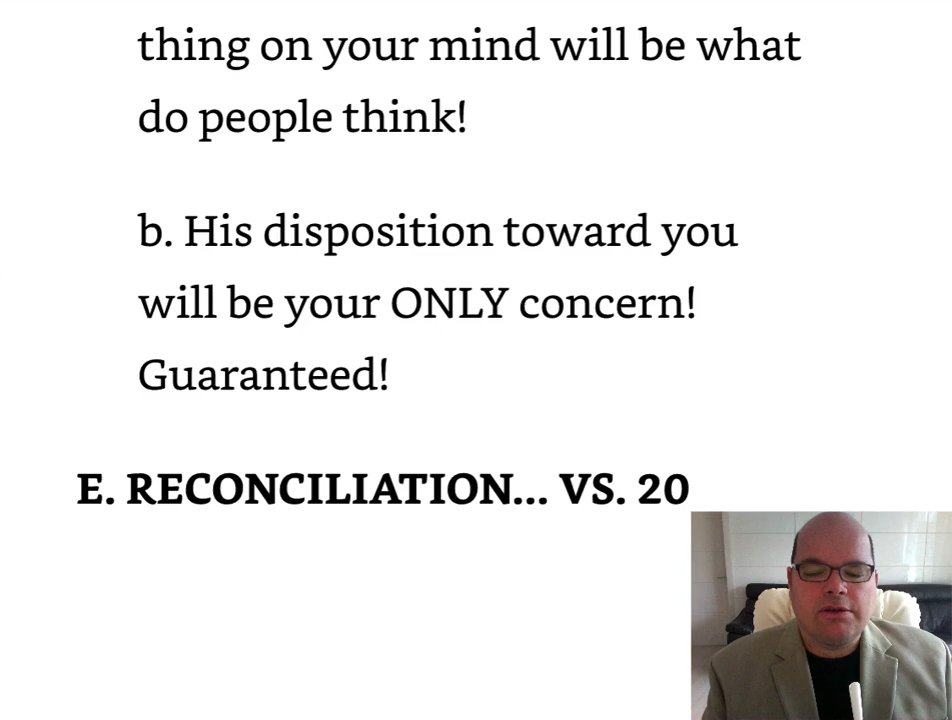 thing on your mind will be what
do people think!
b. His disposition toward you
will be your ONLY concern!
Guaranteed!
E. RECONCILIATION... VS. 20